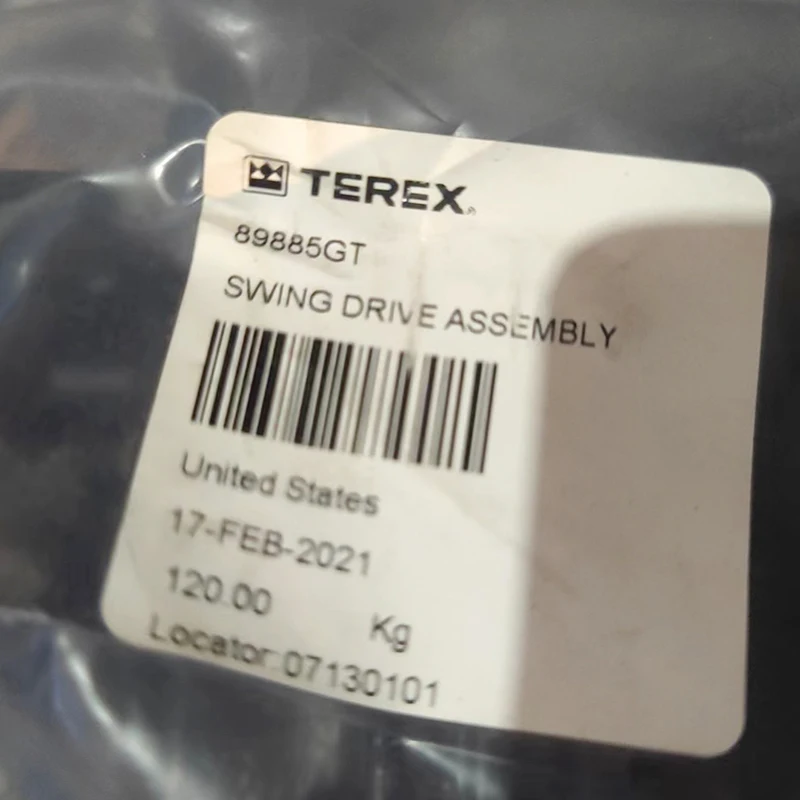 TEREX
89885GT
SWING DRIVE ASSEMBLY
United States
17-FEB-2021
120.00 Kg
Locator:07130101